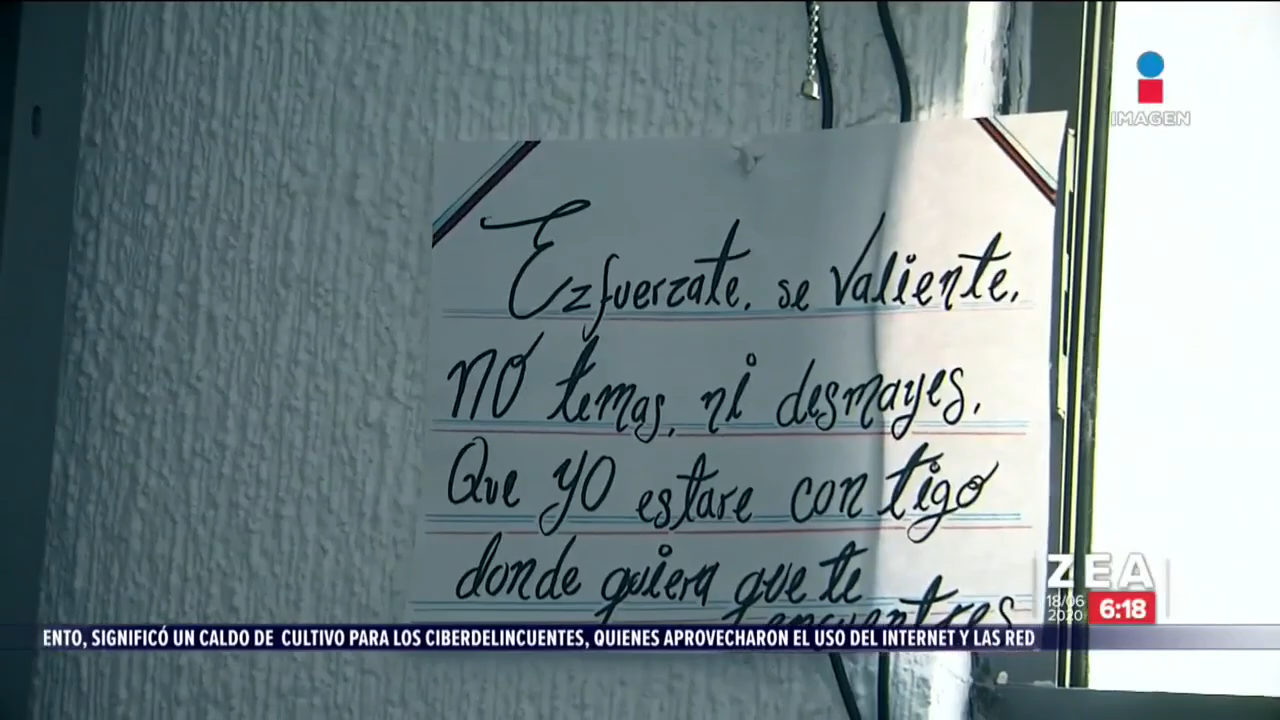 IMAGEN
Ezfuerzate, se valiente,
no temas, ni desmayes,
Que yo estare contigo
donde quiera que te
encuentres
ZEA
18/06
2020
6:18
ENTO, SIGNIFICÓ UN CALDO DE CULTIVO PARA LOS CIBERDELINCUENTES, QUIENES APROVECHARON EL USO DEL INTERNET Y LAS RED